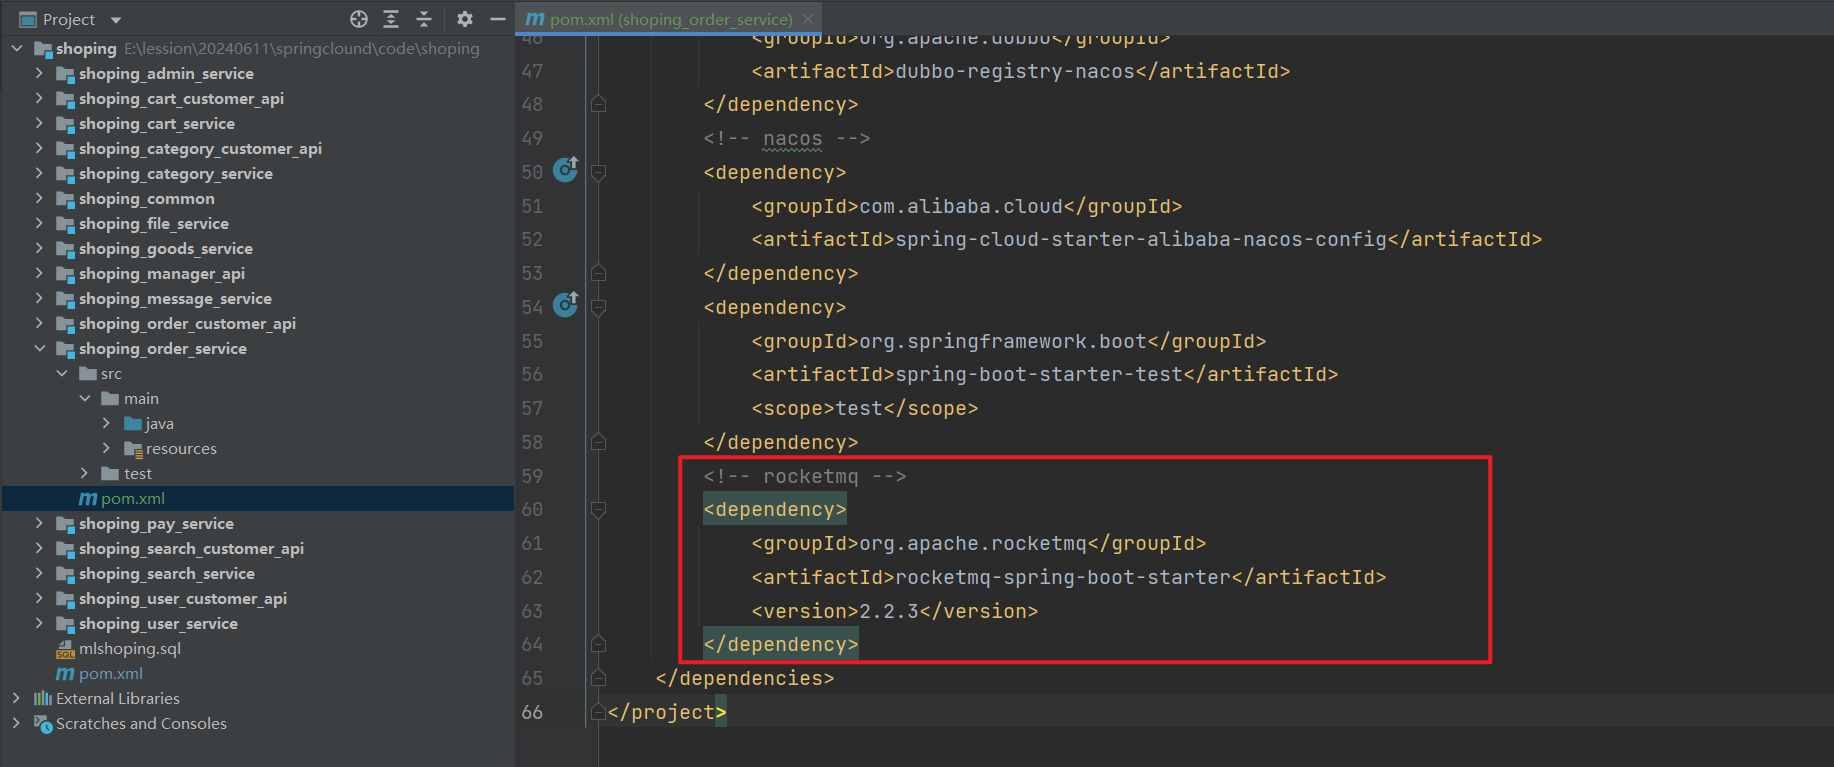 Project
shoping E:\lession\20240611\springclound\code\shoping
shoping_admin_service
shoping_cart_customer_api
shoping_cart_service
shoping_category_customer_api
shoping_category_service
shoping_common
shoping_file_service
shoping_goods_service
shoping_manager_api
shoping_message_service
shoping_order_customer_api
shoping_order_service
src
main
java
resources
test
pom.xml
shoping_pay_service
shoping_search_customer_api
shoping_search_service
shoping_user_customer_api
shoping_user_service
mlshoping.sql
pom.xml
External Libraries
Scratches and Consoles
pom.xml (shoping_order_service)
46 <groupId>org.apache.dubbo</groupId>
47 <artifactId>dubbo-registry-nacos</artifactId>
48 </dependency>
49 <!-- nacos -->
50 <dependency>
51 <groupId>com.alibaba.cloud</groupId>
52 <artifactId>spring-cloud-starter-alibaba-nacos-config</artifactId>
53 </dependency>
54 <dependency>
55 <groupId>org.springframework.boot</groupId>
56 <artifactId>spring-boot-starter-test</artifactId>
57 <scope>test</scope>
58 </dependency>
59 <!-- rocketmq -->
60 <dependency>
61 <groupId>org.apache.rocketmq</groupId>
62 <artifactId>rocketmq-spring-boot-starter</artifactId>
63 <version>2.2.3</version>
64 </dependency>
65 </dependencies>
66 </project>